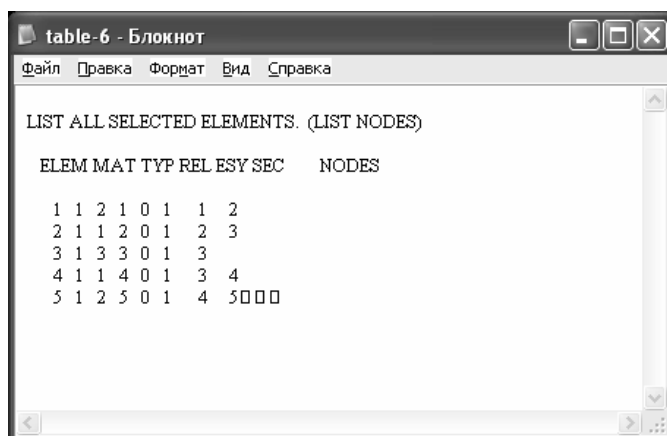 table-6 - Блокнот
Файл Правка Формат Вид Справка
LIST ALL SELECTED ELEMENTS. (LIST NODES)
ELEM MAT TYP REL ESY SEC NODES
1 1 2 1 0 1 1 2
2 1 1 2 0 1 2 3
3 1 3 3 0 1 3
4 1 1 4 0 1 3 4
5 1 2 5 0 1 4 5▯▯▯